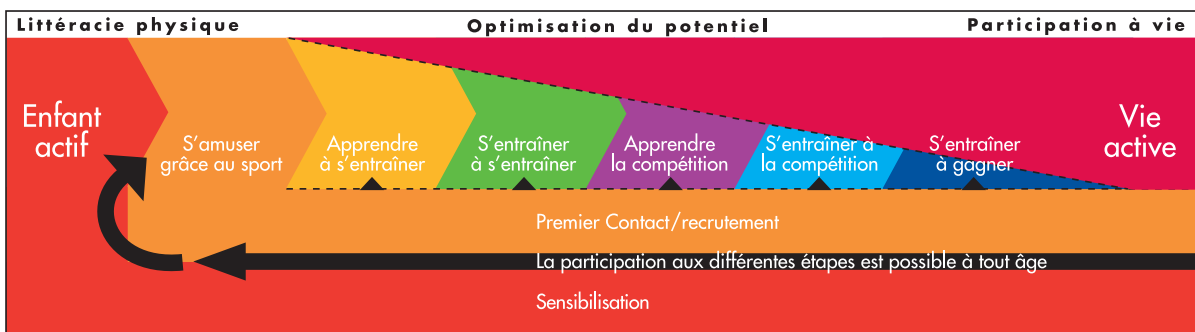 Littéracie physique
Optimisation du potentiel
Participation à vie
Enfant
actif
S'amuser
grâce au sport
Apprendre
à s'entraîner
S'entraîner
à s'entraîner
Apprendre
la compétition
S'entraîner à
la compétition
S'entraîner
à gagner
Vie
active
Premier Contact/recrutement
La participation aux différentes étapes est possible à tout âge
Sensibilisation